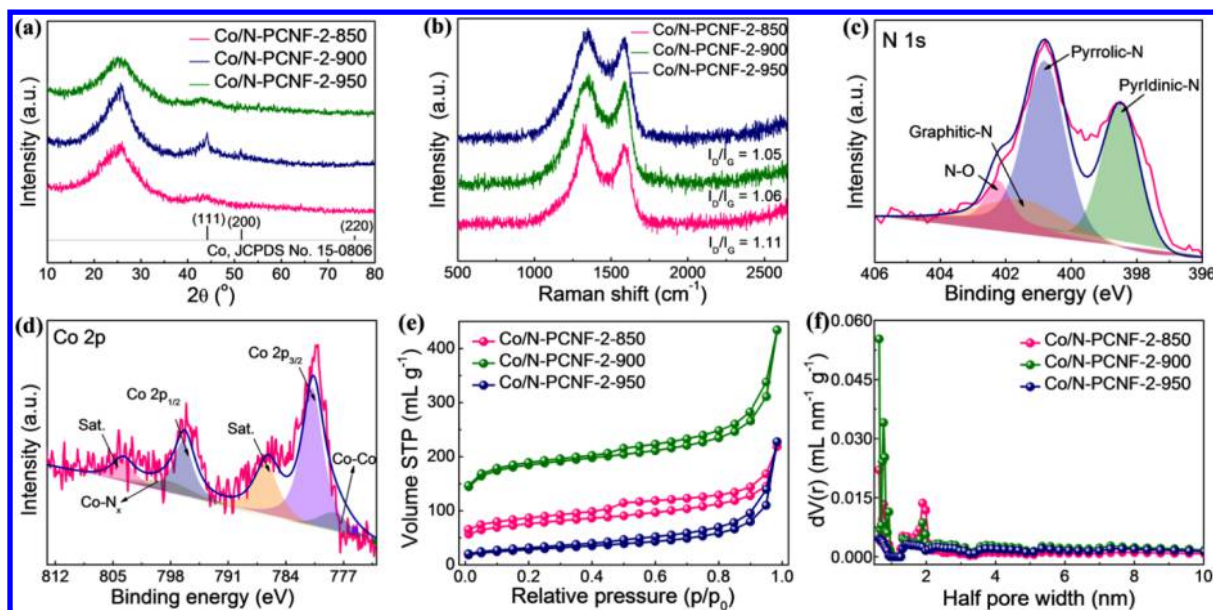 (a)
Co/N-PCNF-2-850
Co/N-PCNF-2-900
Co/N-PCNF-2-950
Intensity (a.u.)
(111)
(200)
(220)
Co, JCPDS No. 15-0806
10 20 30 40 50 60 70 80
2θ (°)
(b)
Co/N-PCNF-2-850
Co/N-PCNF-2-900
Co/N-PCNF-2-950
Intensity (a.u.)
I_D/I_G = 1.05
I_D/I_G = 1.06
I_D/I_G = 1.11
500 1000 1500 2000 2500
Raman shift (cm⁻¹)
(c)
N 1s
Pyrrolic-N
PyrIdinic-N
Graphitic-N
N-O
Intensity (a.u.)
406 404 402 400 398 396
Binding energy (eV)
(d)
Co 2p
Co 2p3/2
Co 2p1/2
Sat.
Sat.
Co-Co
Co-Nx
Intensity (a.u.)
812 805 798 791 784 777
Binding energy (eV)
(e)
Co/N-PCNF-2-850
Co/N-PCNF-2-900
Co/N-PCNF-2-950
Volume STP (mL g⁻¹)
400
300
200
100
0
0.0 0.2 0.4 0.6 0.8 1.0
Relative pressure (p/p₀)
(f)
Co/N-PCNF-2-850
Co/N-PCNF-2-900
Co/N-PCNF-2-950
dV(r) (mL nm⁻¹ g⁻¹)
0.060
0.045
0.030
0.015
0.000
2 4 6 8 10
Half pore width (nm)